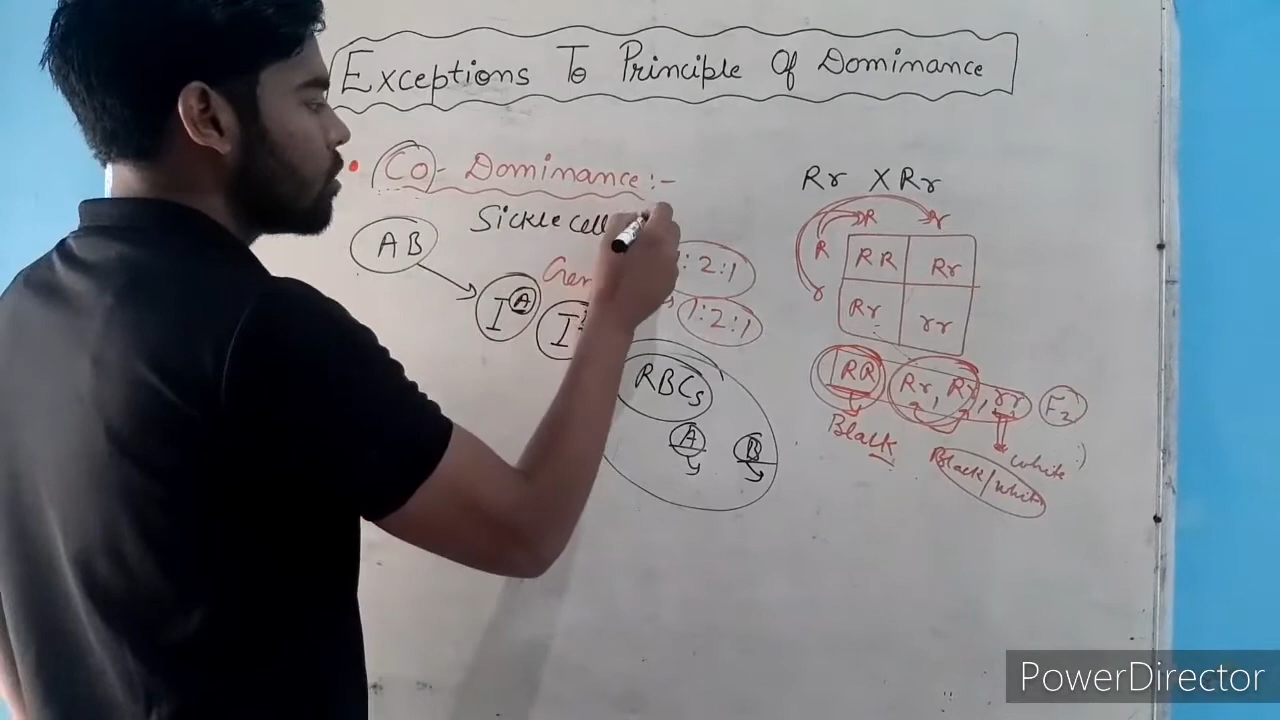 Exceptions To Principle Of Dominance
Co- Dominance :-
Sickle cell
AB
I A
I
: 2:1
1:2:1
RBCs
A
B
Rr X Rr
R r
R RR Rr
r Rr rr
RR Rr, Rr, rr F2
Black
White
Black/White
PowerDirector